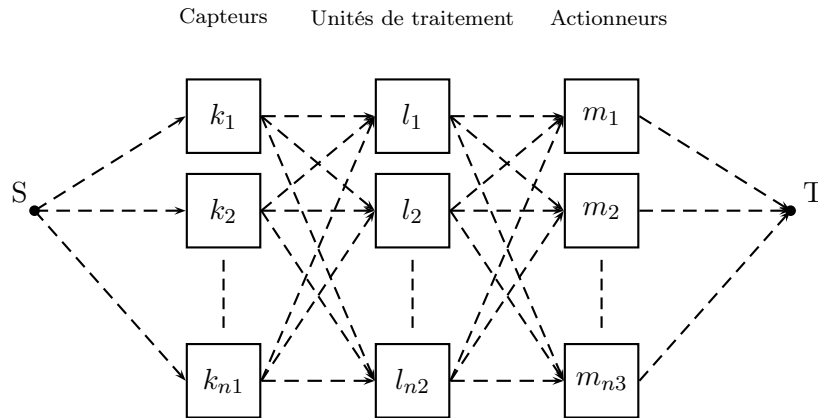 Capteurs Unités de traitement Actionneurs
k1 l1 m1
S T
k2 l2 m2
kn1 ln2 mn3